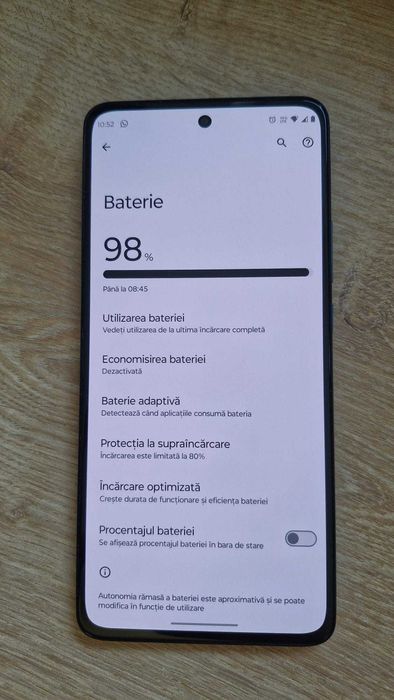 10:52
Baterie
98 %
Până la 08:45
Utilizarea bateriei
Vedeți utilizarea de la ultima încărcare completă
Economisirea bateriei
Dezactivată
Baterie adaptivă
Detectează când aplicațiile consumă bateria
Protecția la supraîncărcare
Încărcarea este limitată la 80%
Încărcare optimizată
Crește durata de funcționare și eficiența bateriei
Procentajul bateriei
Se afișează procentajul bateriei în bara de stare
Autonomia rămasă a bateriei este aproximativă și se poate
modifica în funcție de utilizare